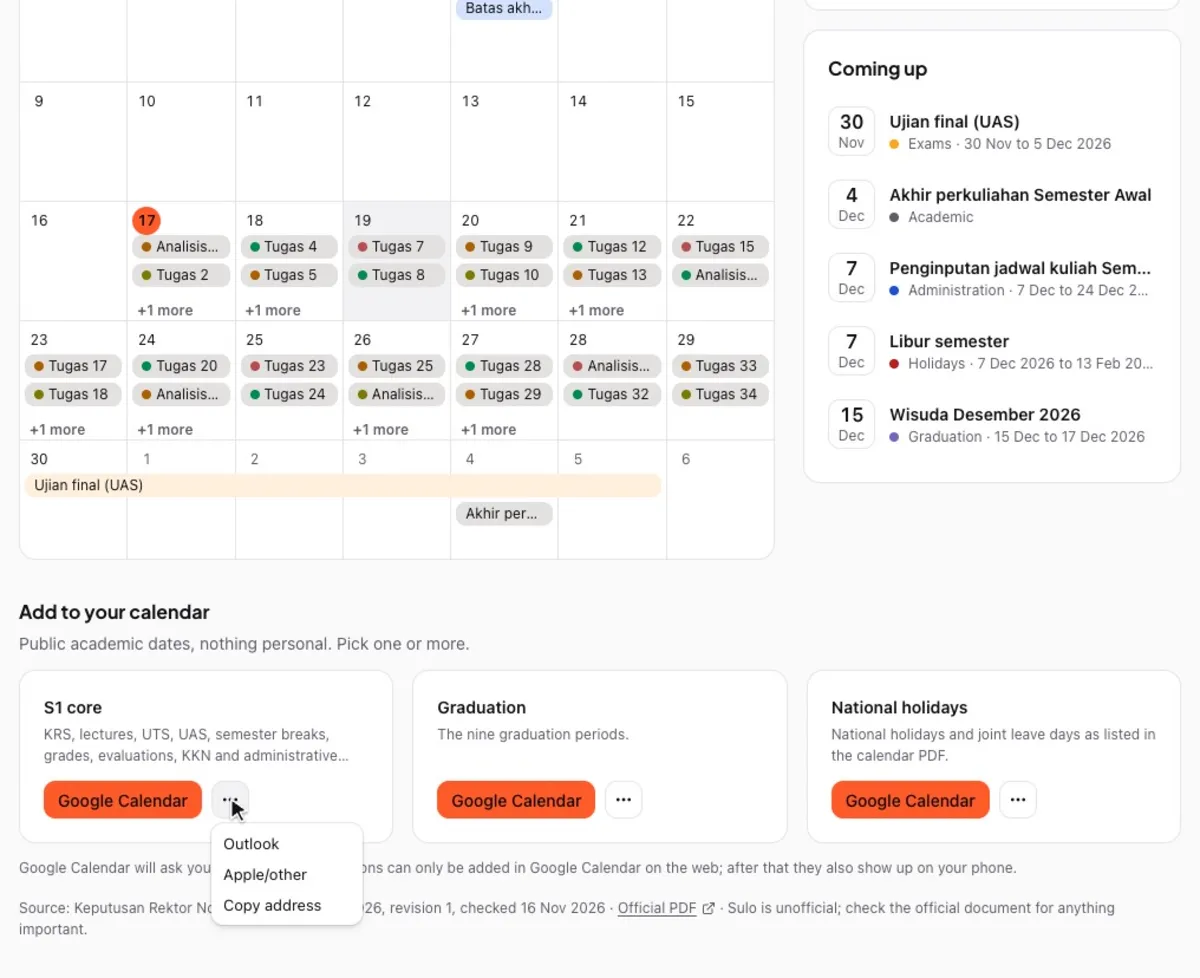 Batas akh...
9 10 11 12 13 14 15
16 17 18 19 20 21 22
Analisis... Tugas 4 Tugas 7 Tugas 9 Tugas 12 Tugas 15
Tugas 2 Tugas 5 Tugas 8 Tugas 10 Tugas 13 Analisis...
+1 more +1 more +1 more +1 more
23 24 25 26 27 28 29
Tugas 17 Tugas 20 Tugas 23 Tugas 25 Tugas 28 Analisis... Tugas 33
Tugas 18 Analisis... Tugas 24 Analisis... Tugas 29 Tugas 32 Tugas 34
+1 more +1 more +1 more +1 more
30 1 2 3 4 5 6
Ujian final (UAS)
Akhir per...
Coming up
30 Nov
Ujian final (UAS)
Exams · 30 Nov to 5 Dec 2026
4 Dec
Akhir perkuliahan Semester Awal
Academic
7 Dec
Penginputan jadwal kuliah Sem...
Administration · 7 Dec to 24 Dec 2...
7 Dec
Libur semester
Holidays · 7 Dec 2026 to 13 Feb 20...
15 Dec
Wisuda Desember 2026
Graduation · 15 Dec to 17 Dec 2026
Add to your calendar
Public academic dates, nothing personal. Pick one or more.
S1 core
KRS, lectures, UTS, UAS, semester breaks,
grades, evaluations, KKN and administrative...
Google Calendar ...
Outlook
Apple/other
Copy address
Graduation
The nine graduation periods.
Google Calendar ...
National holidays
National holidays and joint leave days as listed in
the calendar PDF.
Google Calendar ...
Google Calendar will ask you ns can only be added in Google Calendar on the web; after that they also show up on your phone.
Source: Keputusan Rektor 26, revision 1, checked 16 Nov 2026 · Official PDF · Sulo is unofficial; check the official document for anything
important.